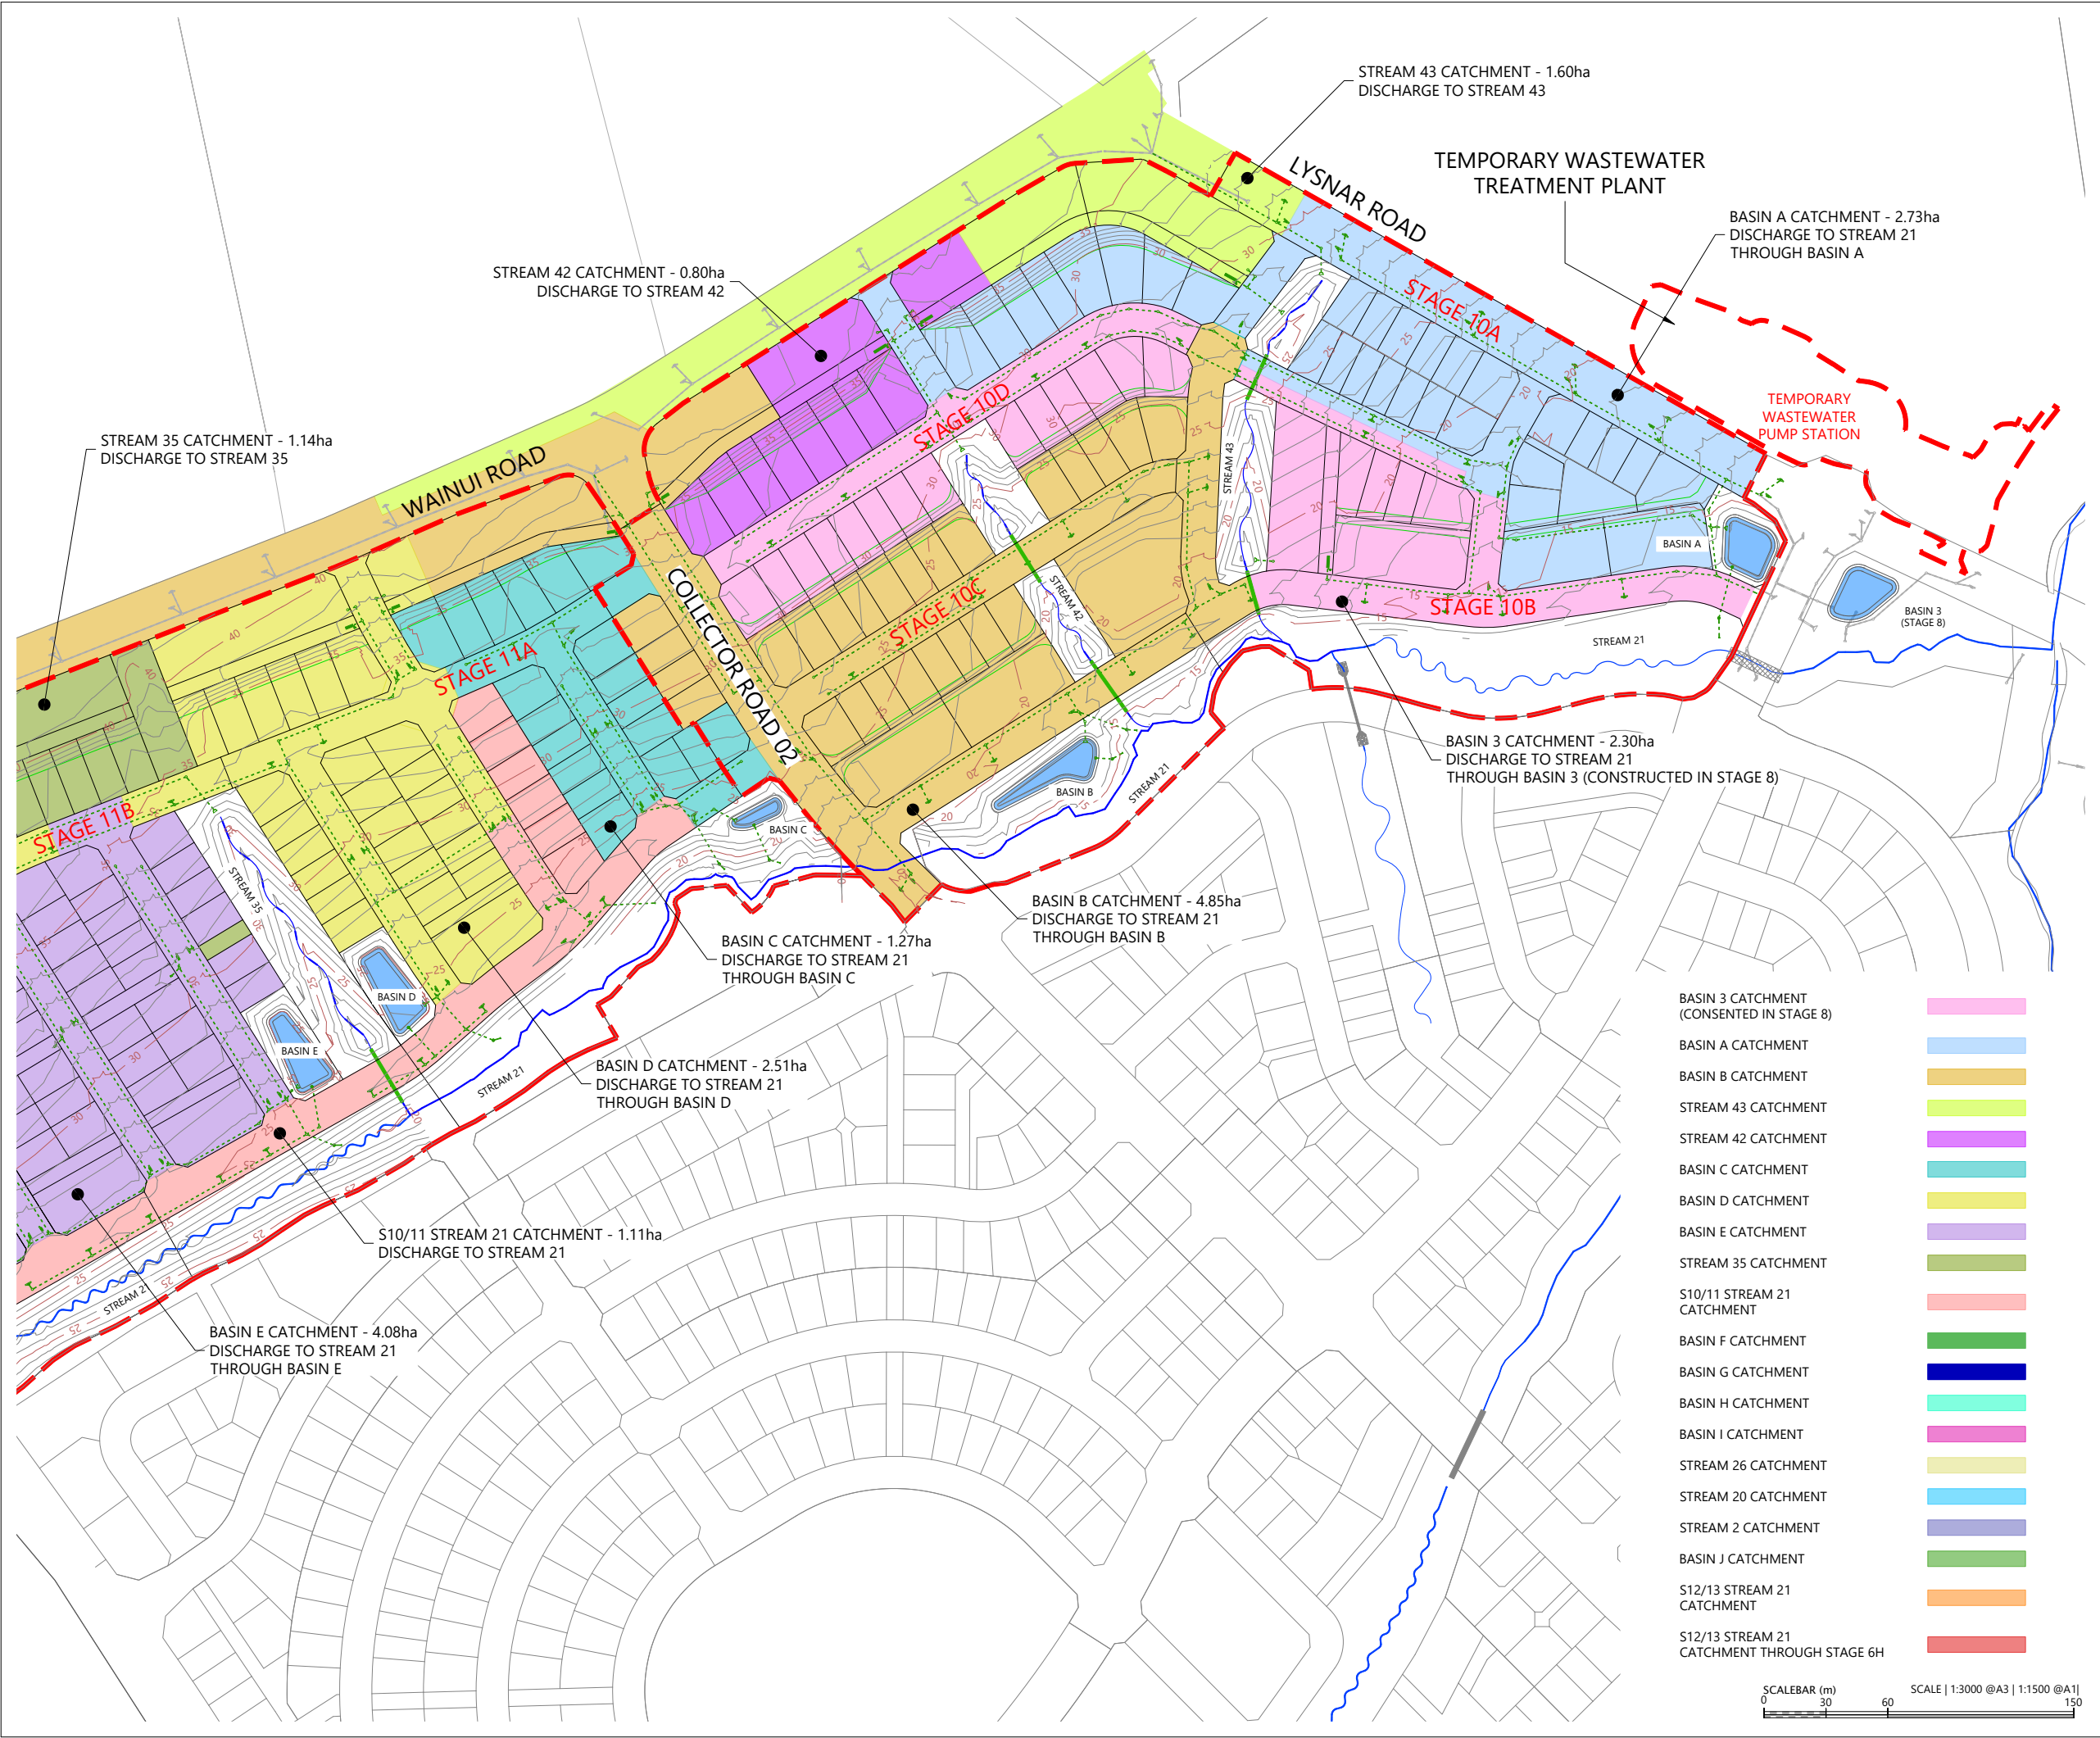 STREAM 43 CATCHMENT - 1.60ha
DISCHARGE TO STREAM 43
LYSNAR ROAD
TEMPORARY WASTEWATER
TREATMENT PLANT
BASIN A CATCHMENT - 2.73ha
DISCHARGE TO STREAM 21
THROUGH BASIN A
STREAM 42 CATCHMENT - 0.80ha
DISCHARGE TO STREAM 42
STAGE 10A
TEMPORARY
WASTEWATER
PUMP STATION
STAGE 10D
STREAM 35 CATCHMENT - 1.14ha
DISCHARGE TO STREAM 35
WAINUI ROAD
STREAM 43
BASIN A
COLLECTOR ROAD 02
STAGE 10C
STREAM 42
STAGE 10B
BASIN 3
(STAGE 8)
STREAM 21
STAGE 11A
BASIN 3 CATCHMENT - 2.30ha
DISCHARGE TO STREAM 21
THROUGH BASIN 3 (CONSTRUCTED IN STAGE 8)
BASIN B
STREAM 21
BASIN C
STAGE 11B
STREAM 35
BASIN B CATCHMENT - 4.85ha
DISCHARGE TO STREAM 21
THROUGH BASIN B
BASIN C CATCHMENT - 1.27ha
DISCHARGE TO STREAM 21
THROUGH BASIN C
BASIN D
BASIN E
BASIN D CATCHMENT - 2.51ha
DISCHARGE TO STREAM 21
THROUGH BASIN D
STREAM 21
S10/11 STREAM 21 CATCHMENT - 1.11ha
DISCHARGE TO STREAM 21
STREAM 21
BASIN E CATCHMENT - 4.08ha
DISCHARGE TO STREAM 21
THROUGH BASIN E
BASIN 3 CATCHMENT
(CONSENTED IN STAGE 8)
BASIN A CATCHMENT
BASIN B CATCHMENT
STREAM 43 CATCHMENT
STREAM 42 CATCHMENT
BASIN C CATCHMENT
BASIN D CATCHMENT
BASIN E CATCHMENT
STREAM 35 CATCHMENT
S10/11 STREAM 21
CATCHMENT
BASIN F CATCHMENT
BASIN G CATCHMENT
BASIN H CATCHMENT
BASIN I CATCHMENT
STREAM 26 CATCHMENT
STREAM 20 CATCHMENT
STREAM 2 CATCHMENT
BASIN J CATCHMENT
S12/13 STREAM 21
CATCHMENT
S12/13 STREAM 21
CATCHMENT THROUGH STAGE 6H
SCALEBAR (m)
SCALE | 1:3000 @A3 | 1:1500 @A1|
0 30 60 150